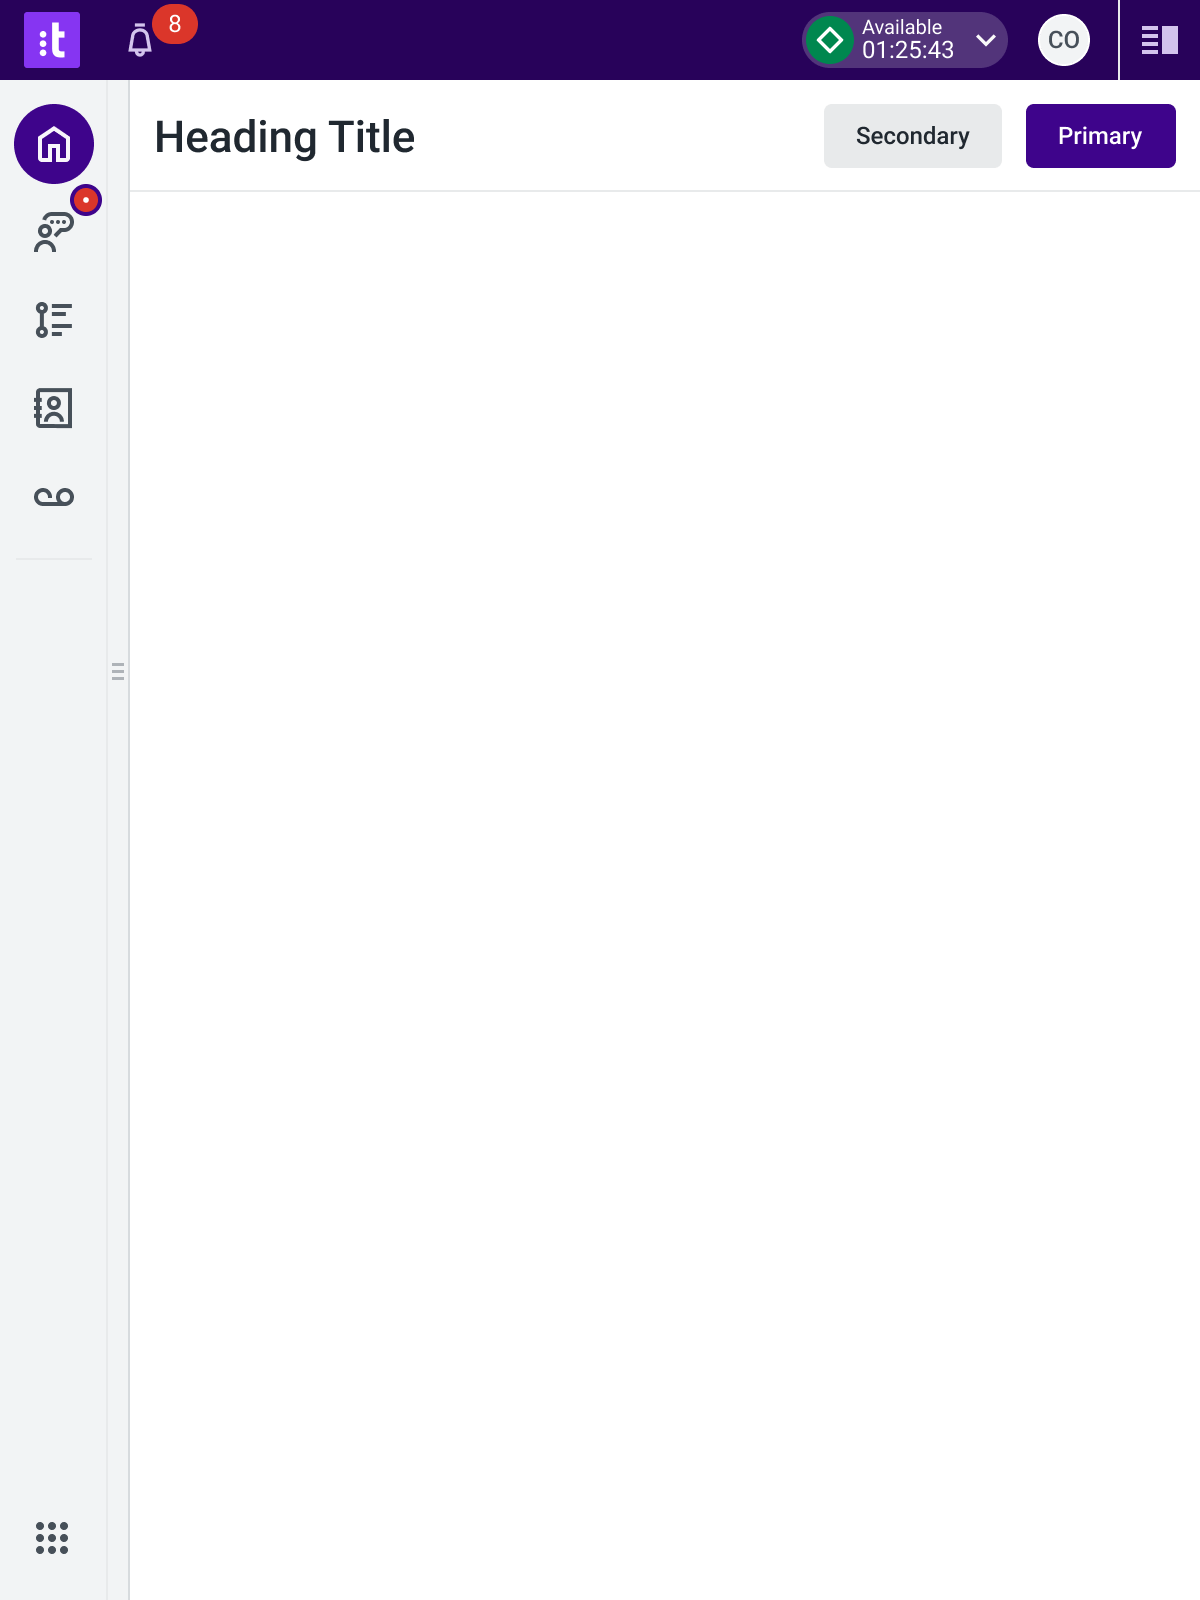 :t
8
Available
01:25:43
CO
Heading Title
Secondary
Primary